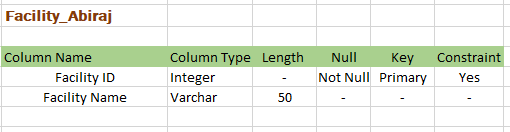 Facility_Abiraj
Column Name Column Type Length Null Key Constraint
Facility ID Integer - Not Null Primary Yes
Facility Name Varchar 50 - - -